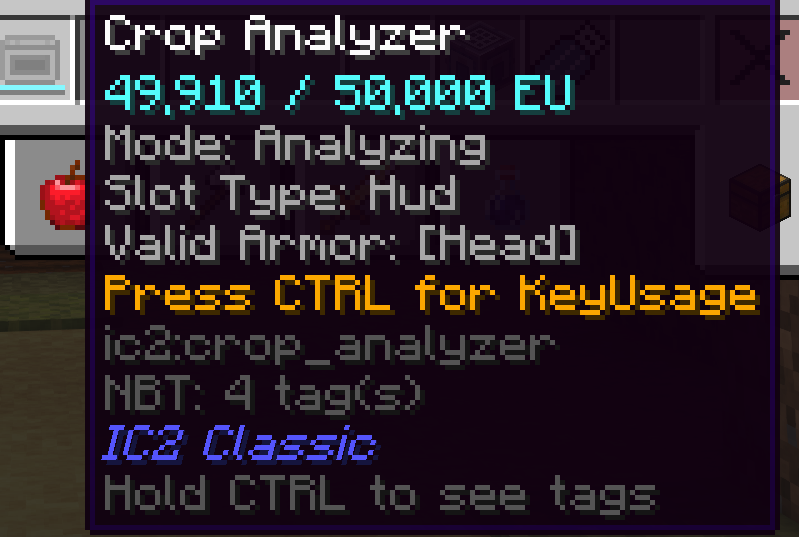 Crop Analyzer
49,910 / 50,000 EU
Mode: Analyzing
Slot Type: Hud
Valid Armor: [Head]
Press CTRL for KeyUsage
ic2:crop_analyzer
NBT: 4 tag(s)
IC2 Classic
Hold CTRL to see tags